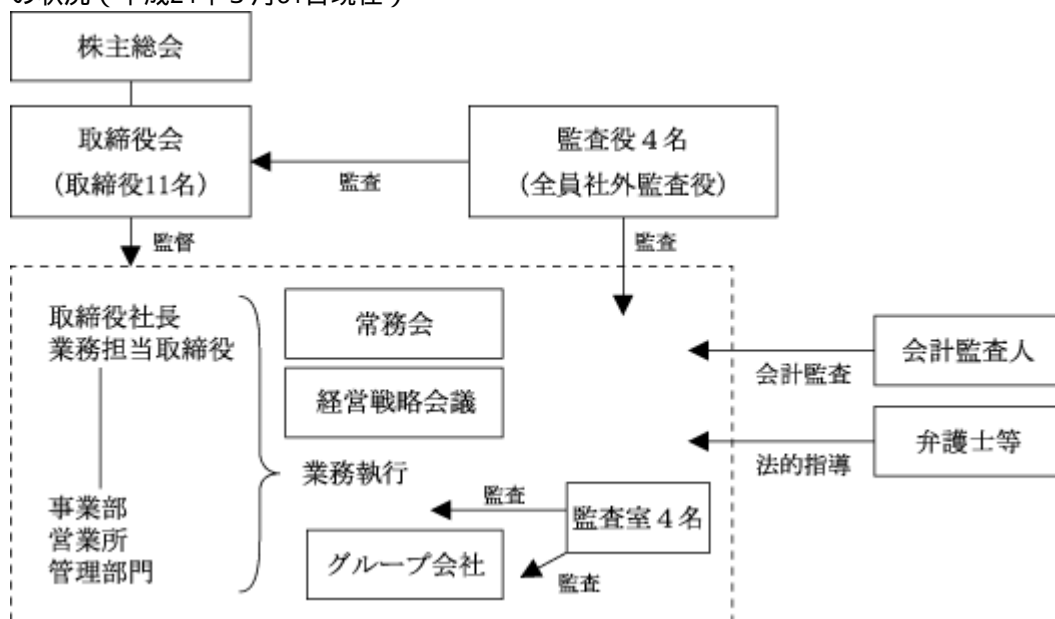 株主総会
取締役会
(取締役11名)
監査役4名
(全員社外監査役)
監査
監督
監査
取締役社長
業務担当取締役
常務会
経営戦略会議
業務執行
事業部
営業所
管理部門
グループ会社
監査
監査室4名
監査
会計監査人
会計監査
弁護士等
法的指導